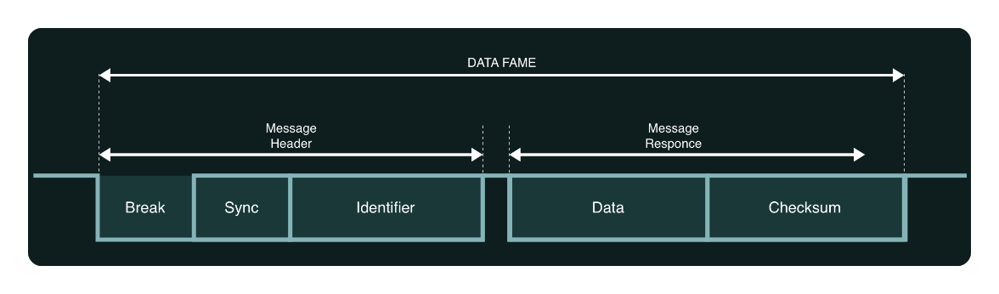 DATA FAME
Message
Header
Message
Responce
Break
Sync
Identifier
Data
Checksum